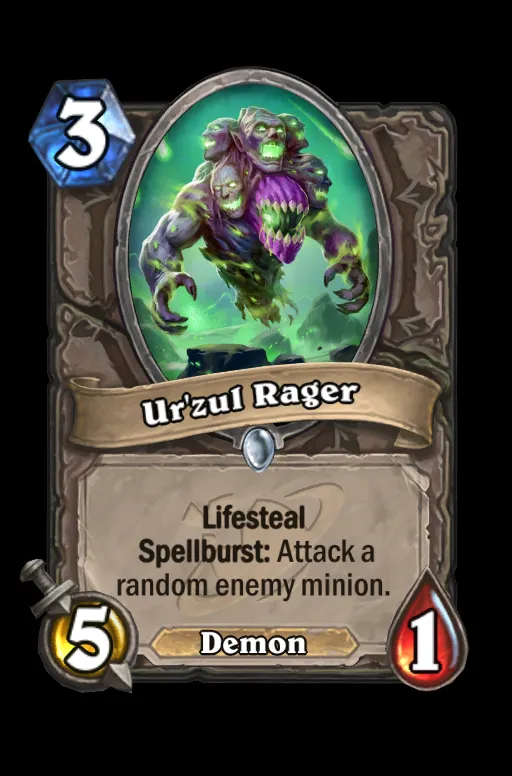 3
Ur'zul Rager
Lifesteal
Spellburst: Attack a
random enemy minion.
5
Demon
1